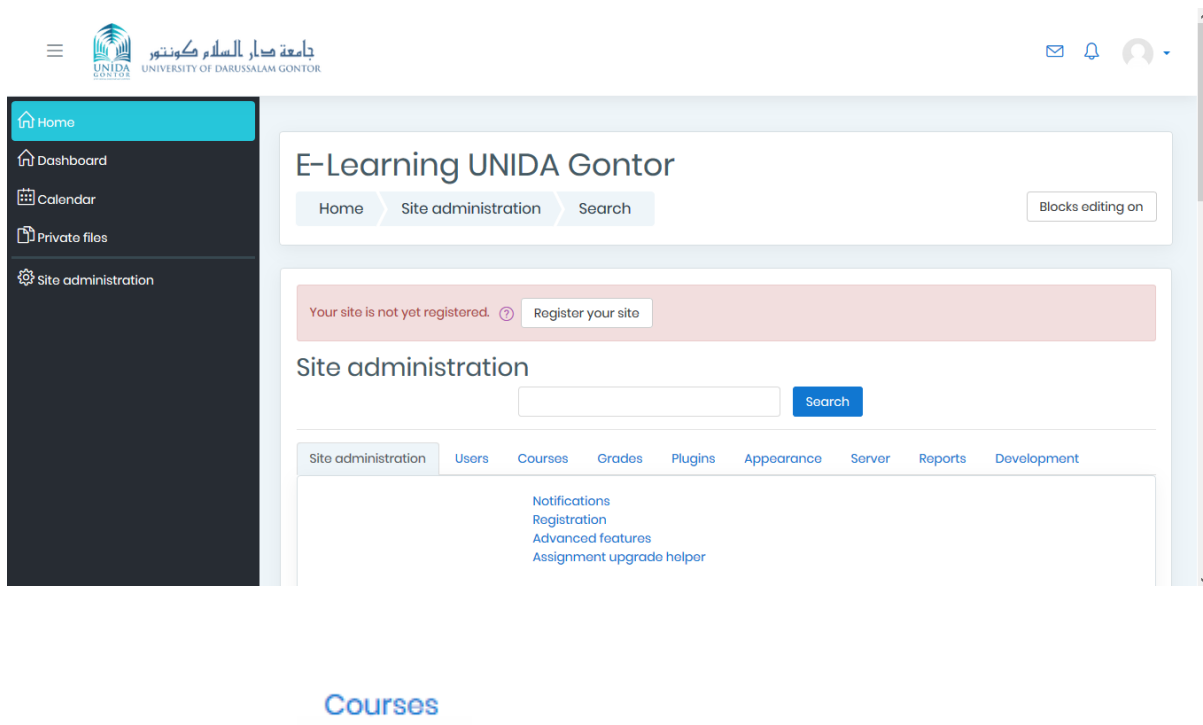 جامعة دار السلام كونتور
UNIDA
GONTOR
UNIVERSITY OF DARUSSALAM GONTOR
Home
Dashboard
Calendar
Private files
Site administration
E-Learning UNIDA Gontor
Home Site administration Search
Blocks editing on
Your site is not yet registered. Register your site
Site administration
Search
Site administration Users Courses Grades Plugins Appearance Server Reports Development
Notifications
Registration
Advanced features
Assignment upgrade helper
Courses